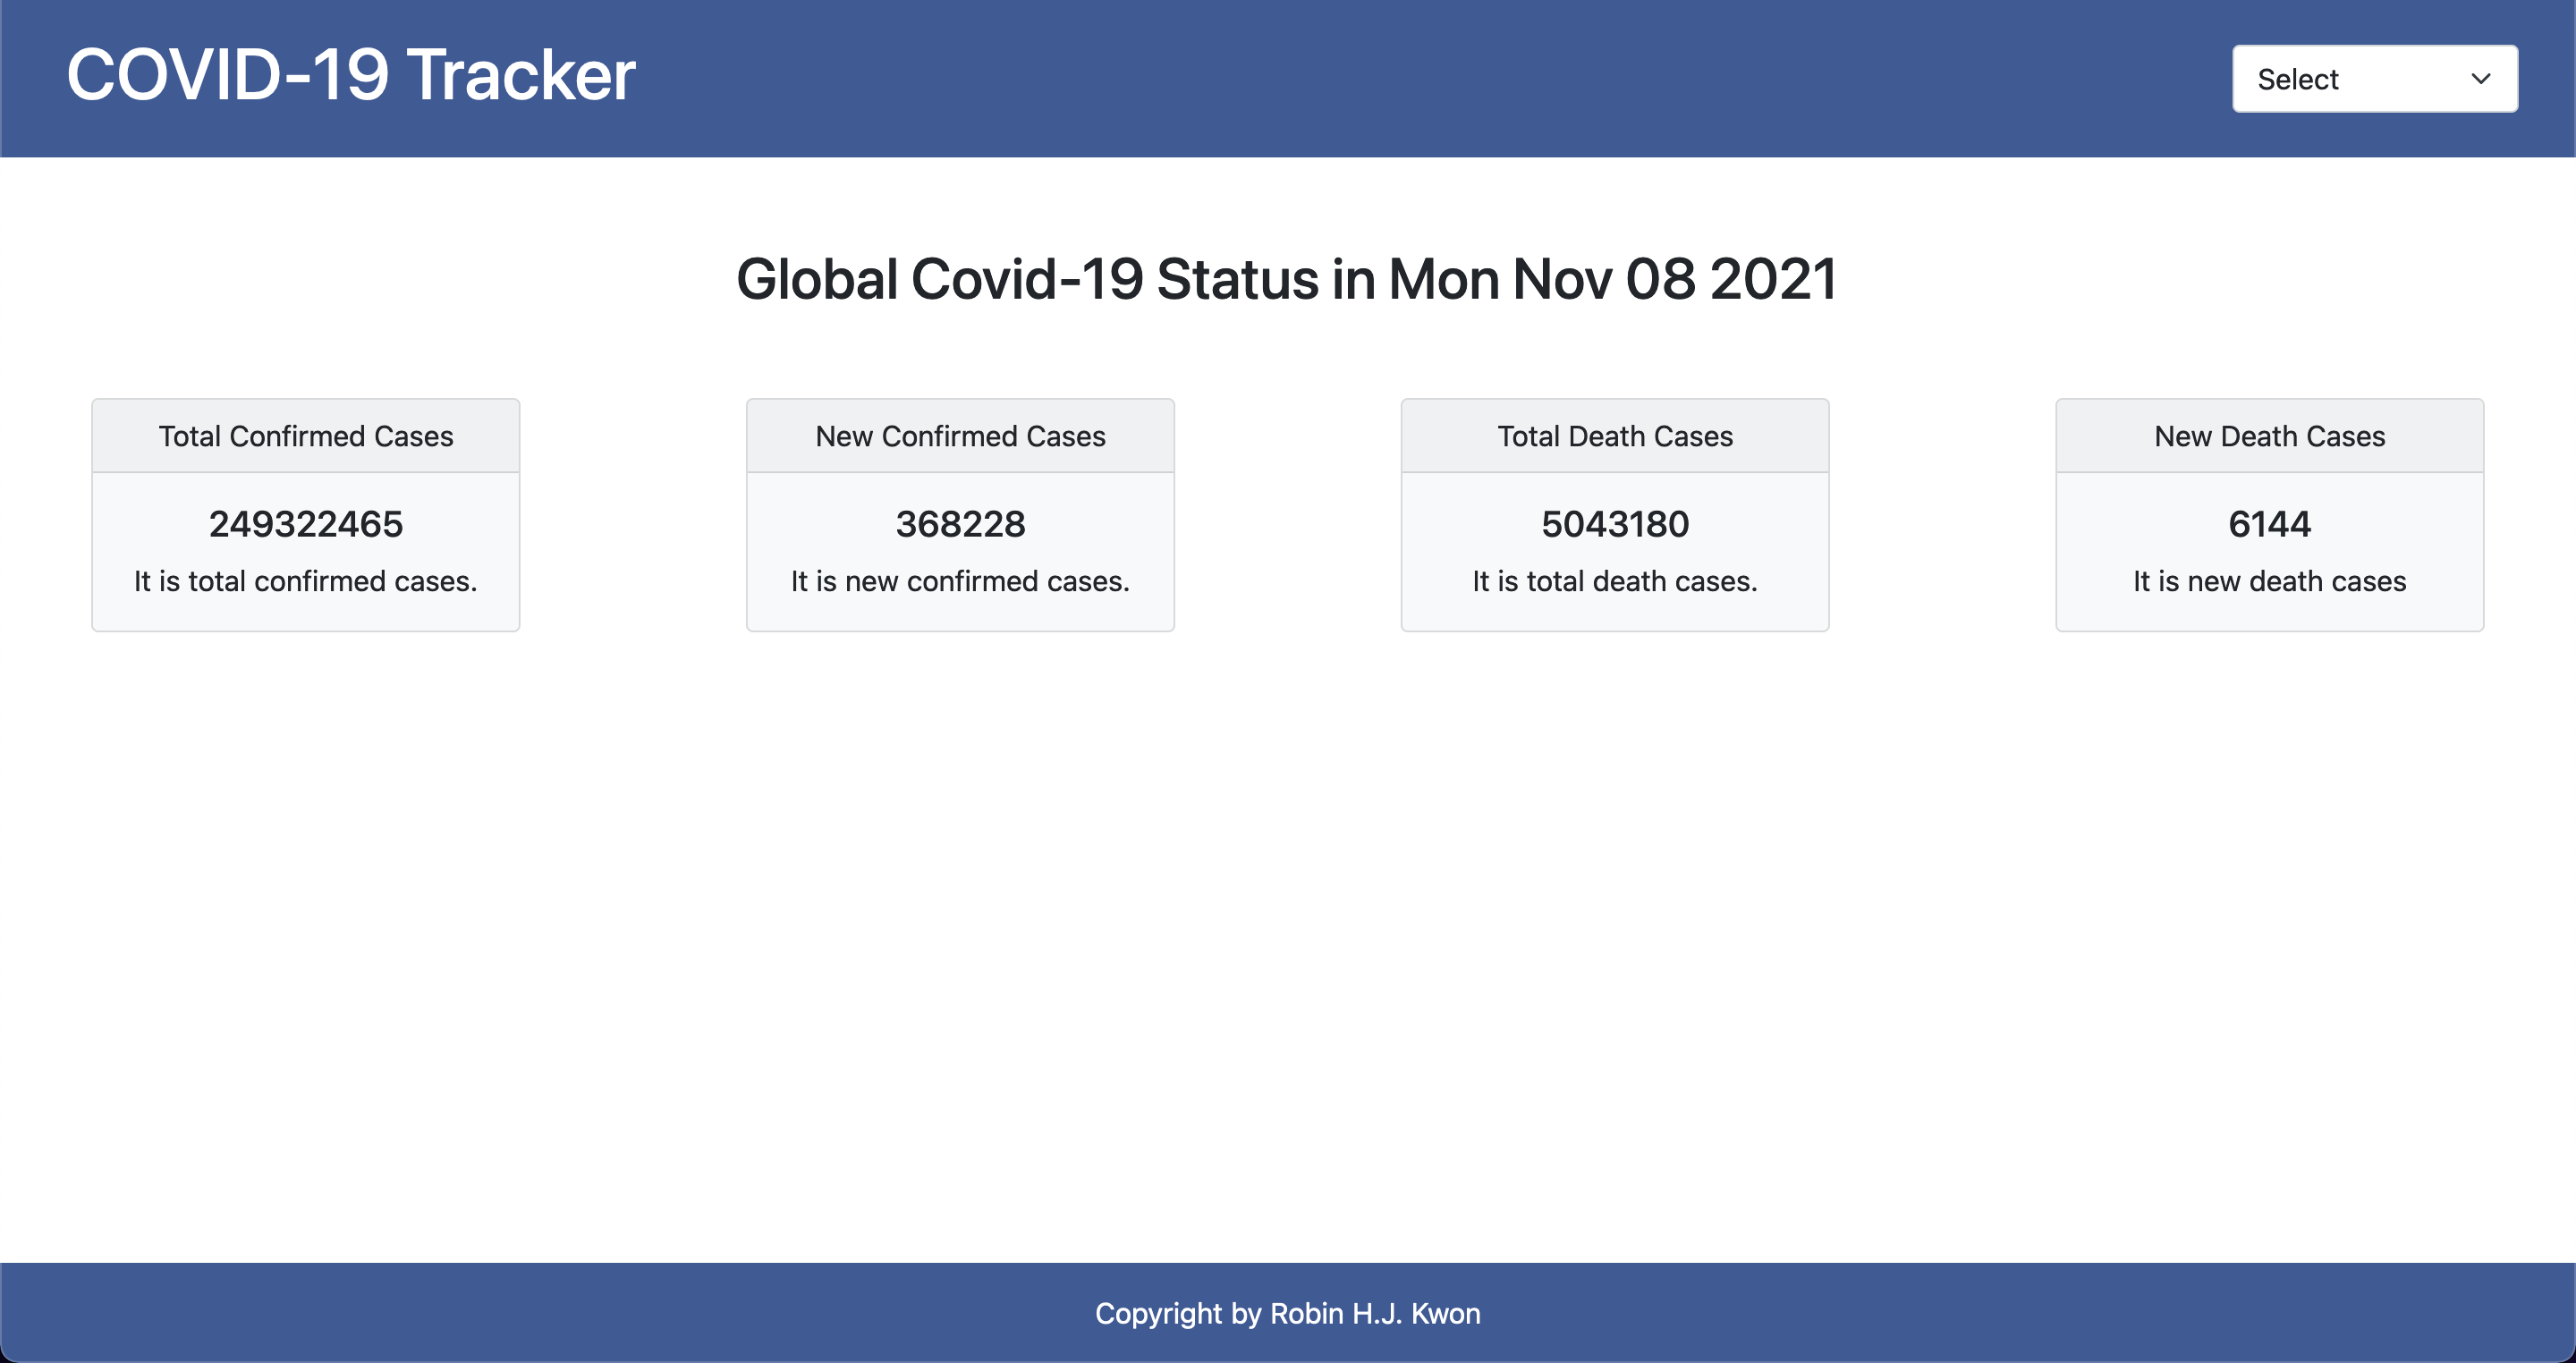 COVID-19 Tracker
Select
Global Covid-19 Status in Mon Nov 08 2021
Total Confirmed Cases
249322465
It is total confirmed cases.
New Confirmed Cases
368228
It is new confirmed cases.
Total Death Cases
5043180
It is total death cases.
New Death Cases
6144
It is new death cases
Copyright by Robin H.J. Kwon